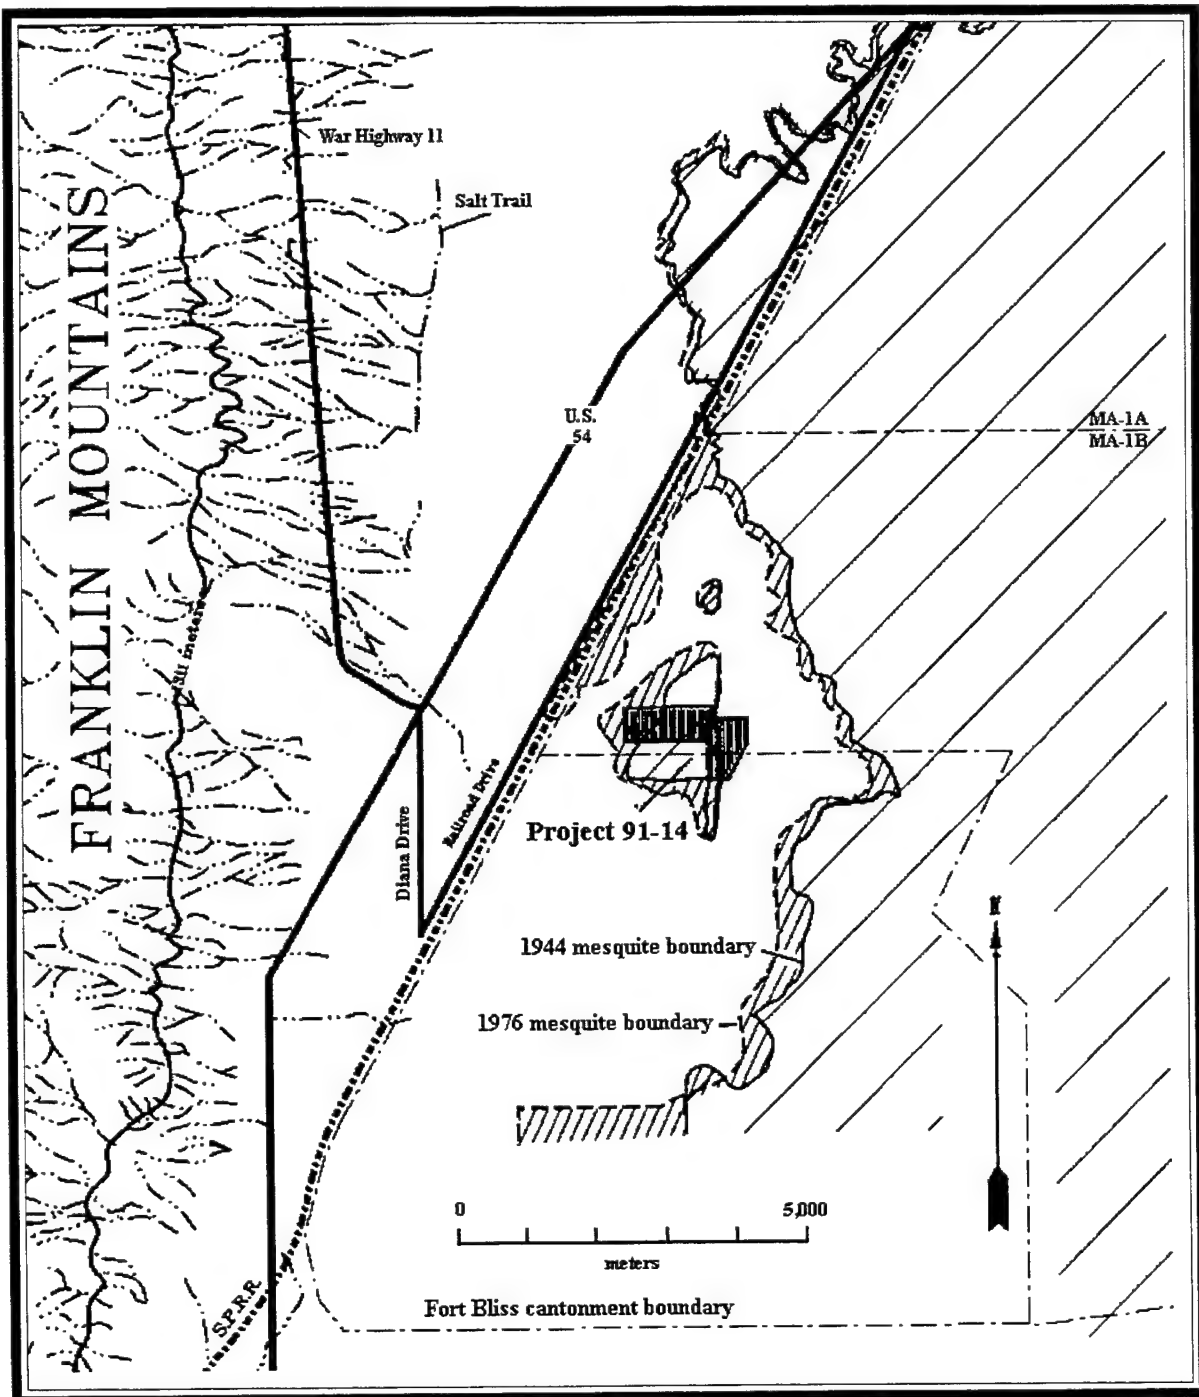 War Highway 11
Salt Trail
FRANKLIN MOUNTAINS
U.S.
54
MA-1A
MA-1B
Railroad Drive
Diana Drive
Project 91-14
N
1944 mesquite boundary
1976 mesquite boundary
0
5,000
meters
S.P.R.R.
Fort Bliss cantonment boundary